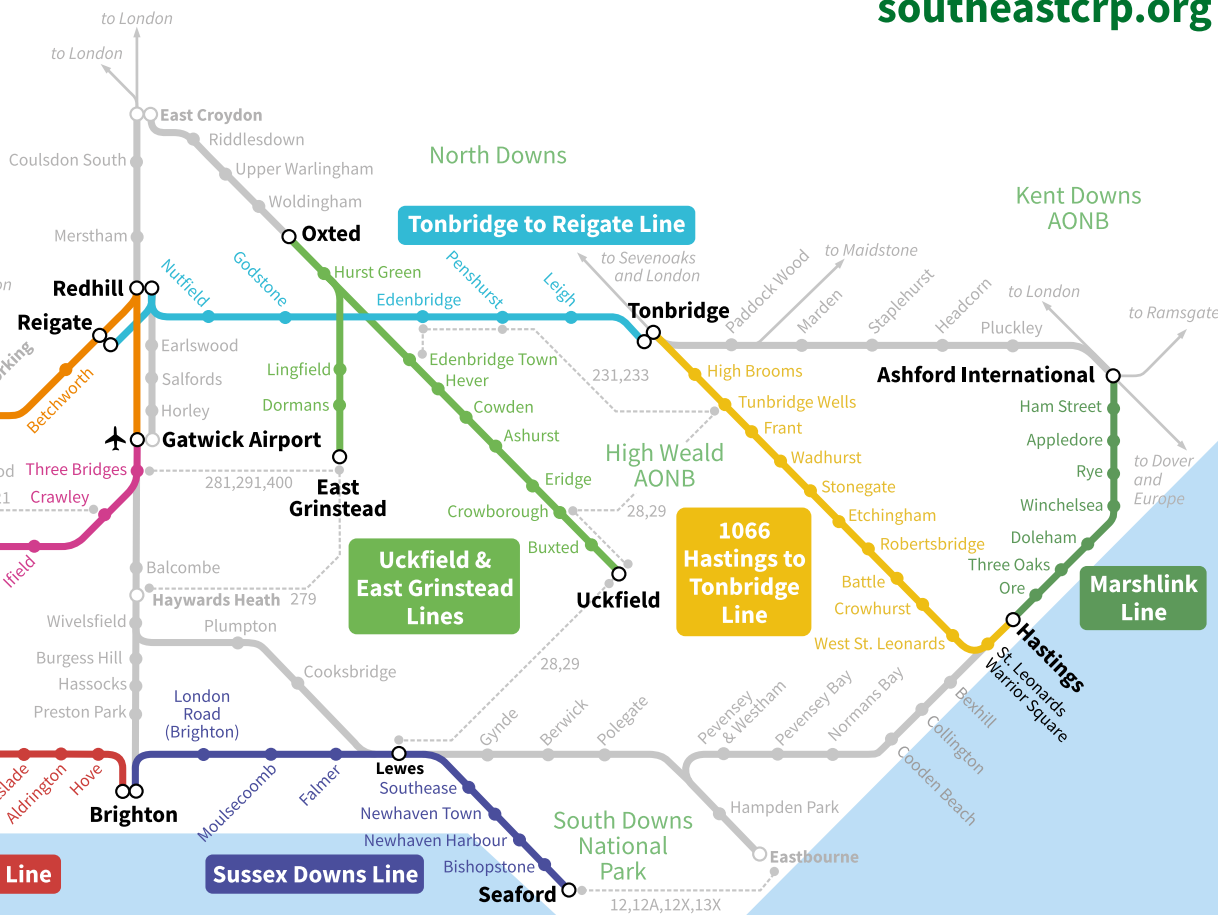 southeastcrp.org
to London
to London
East Croydon
Riddlesdown
Coulsdon South
Upper Warlingham
North Downs
Woldingham
Kent Downs
AONB
Merstham
Oxted
Tonbridge to Reigate Line
to Sevenoaks
and London
to Maidstone
Hurst Green
Redhill
Nutfield
Godstone
Edenbridge
Penshurst
Leigh
Tonbridge
Paddock Wood
Marden
Staplehurst
Headcorn
Pluckley
to London
to Ramsgate
Reigate
Earlswood
Salfords
Horley
Betchworth
Lingfield
Dormans
Edenbridge Town
Hever
Cowden
Ashurst
Eridge
Crowborough
Buxted
Uckfield
231,233
High Brooms
Tunbridge Wells
Frant
Wadhurst
Stonegate
Etchingham
Robertsbridge
Battle
Crowhurst
West St. Leonards
Ashford International
Ham Street
Appledore
Rye
Winchelsea
Doleham
Three Oaks
Ore
to Dover
and
Europe
Gatwick Airport
Three Bridges
Crawley
Ifield
281,291,400
East
Grinstead
High Weald
AONB
28,29
Uckfield &
East Grinstead
Lines
1066
Hastings to
Tonbridge
Line
Marshlink
Line
Balcombe
Haywards Heath
279
Wivelsfield
Plumpton
Burgess Hill
Hassocks
Preston Park
Cooksbridge
28,29
Hastings
St. Leonards
Warrior Square
London
Road
(Brighton)
Glynde
Berwick
Polegate
Pevensey
& Westham
Pevensey Bay
Normans Bay
Bexhill
Collington
Cooden Beach
Aldrington
Hove
Brighton
Moulsecoomb
Falmer
Lewes
Southease
Newhaven Town
Newhaven Harbour
Bishopstone
Seaford
Hampden Park
Eastbourne
South Downs
National
Park
Line
Sussex Downs Line
12,12A,12X,13X